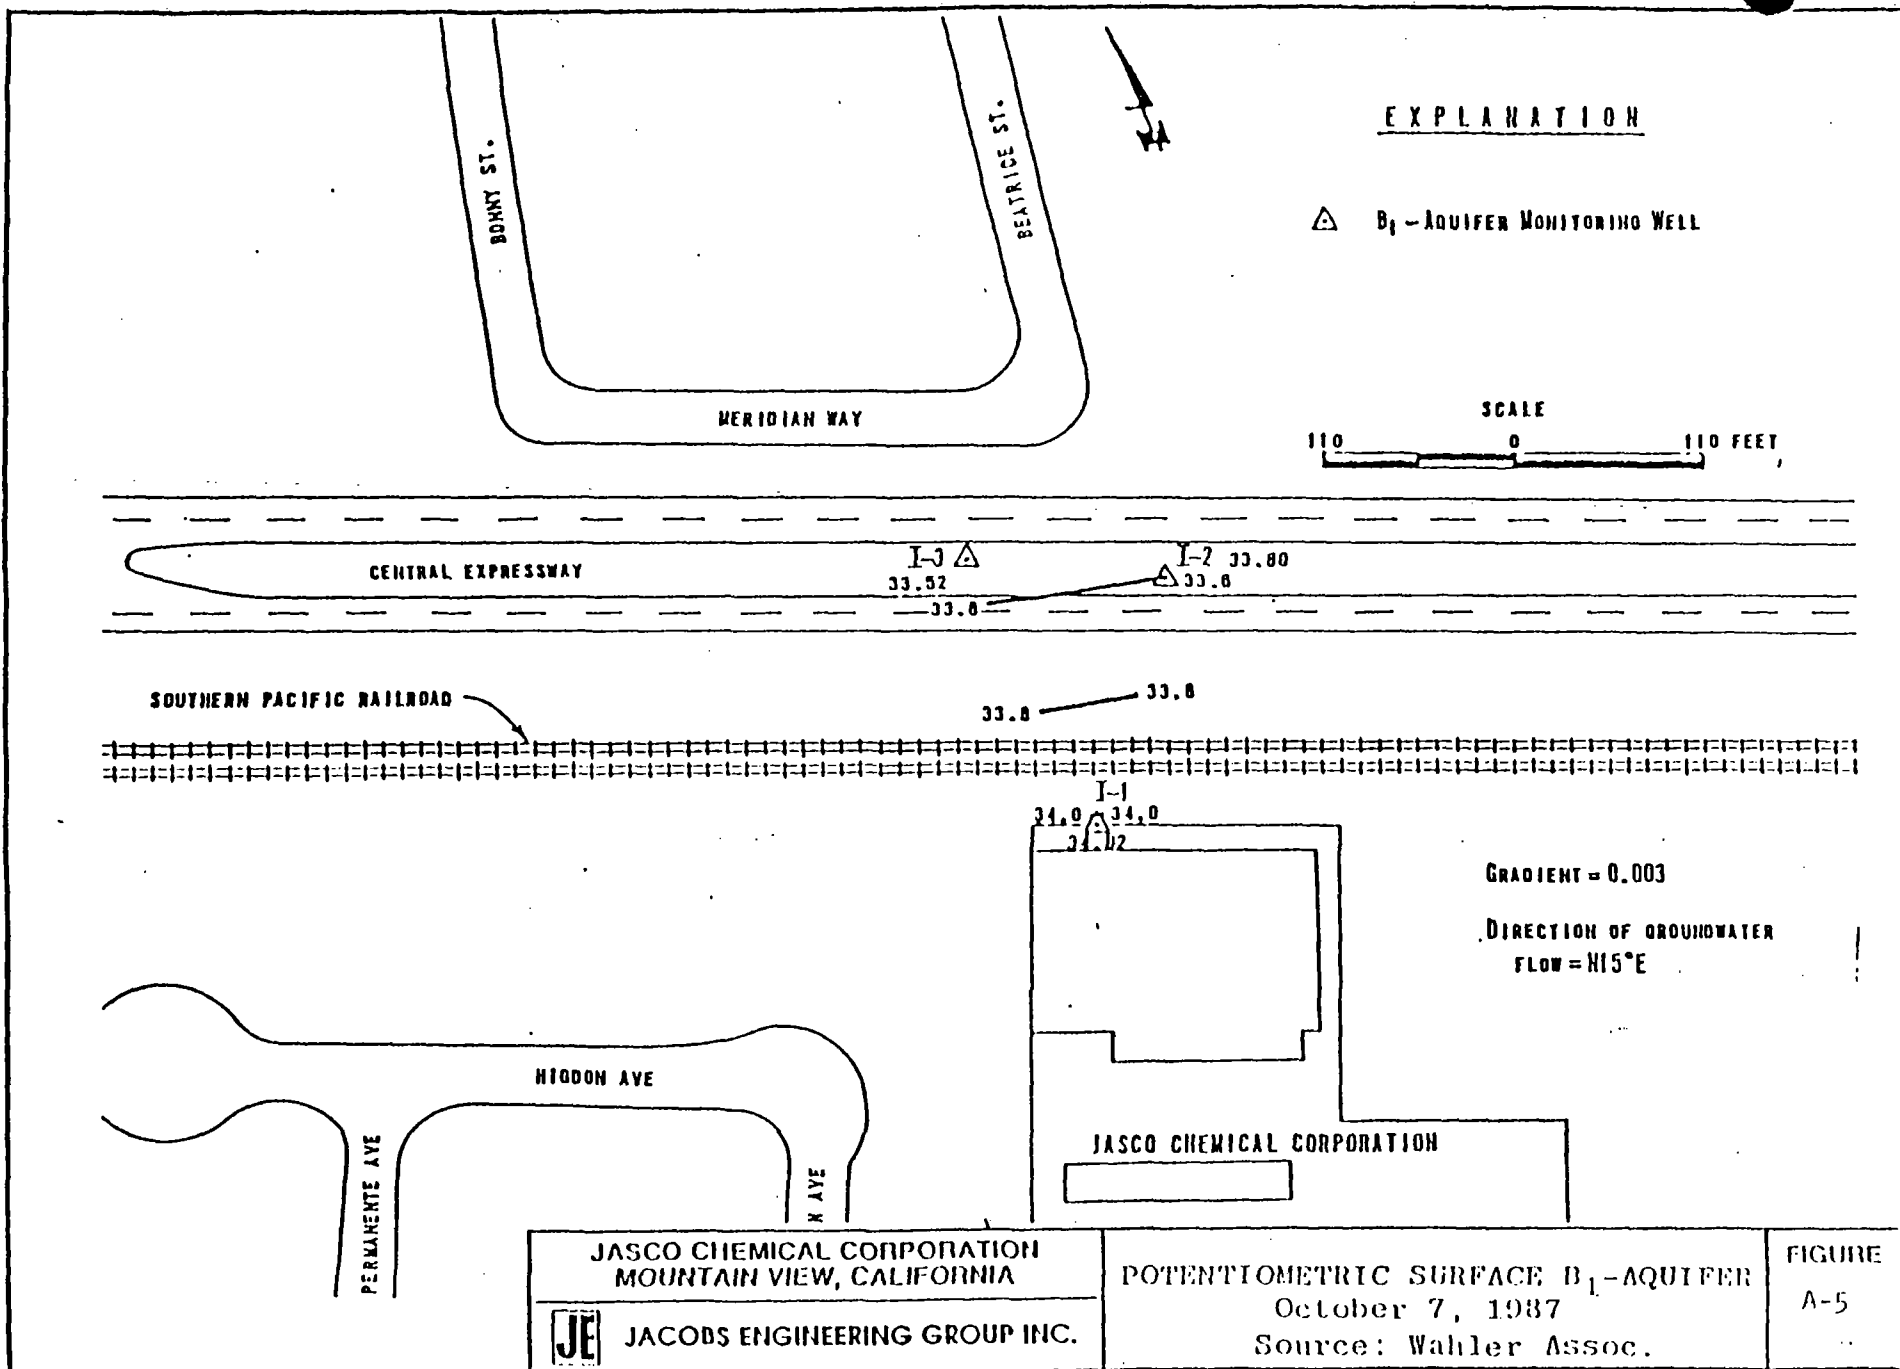 EXPLANATION
B1-AQUIFER MONITORING WELL
BONNY ST.
BEATRICE ST.
MERIDIAN WAY
SCALE
110 0 110 FEET
CENTRAL EXPRESSWAY
I-3
33.52
I-2 33.80
33.8
33.8
SOUTHERN PACIFIC RAILROAD
33.8
33.8
I-1
34.0 34.0
GRADIENT = 0.003
DIRECTION OF GROUNDWATER
FLOW = N15°E
HIGDON AVE
PERMANENTE AVE
N AVE
JASCO CHEMICAL CORPORATION
JASCO CHEMICAL CORPORATION
MOUNTAIN VIEW, CALIFORNIA
JE JACOBS ENGINEERING GROUP INC.
POTENTIOMETRIC SURFACE B1-AQUIFER
October 7, 1987
Source: Wahler Assoc.
FIGURE
A-5